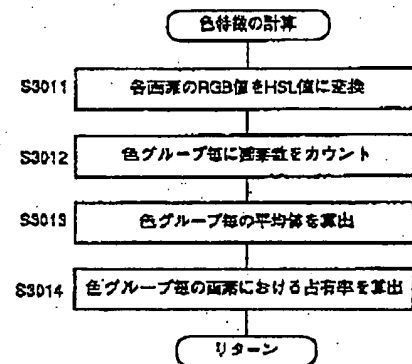 色特徴の計算
S3011 各画素のRGB値をHSL値に変換
S3012 色グループ毎に画素数をカウント
S3013 色グループ毎の平均値を算出
S3014 色グループ毎の画素における占有率を算出
リターン